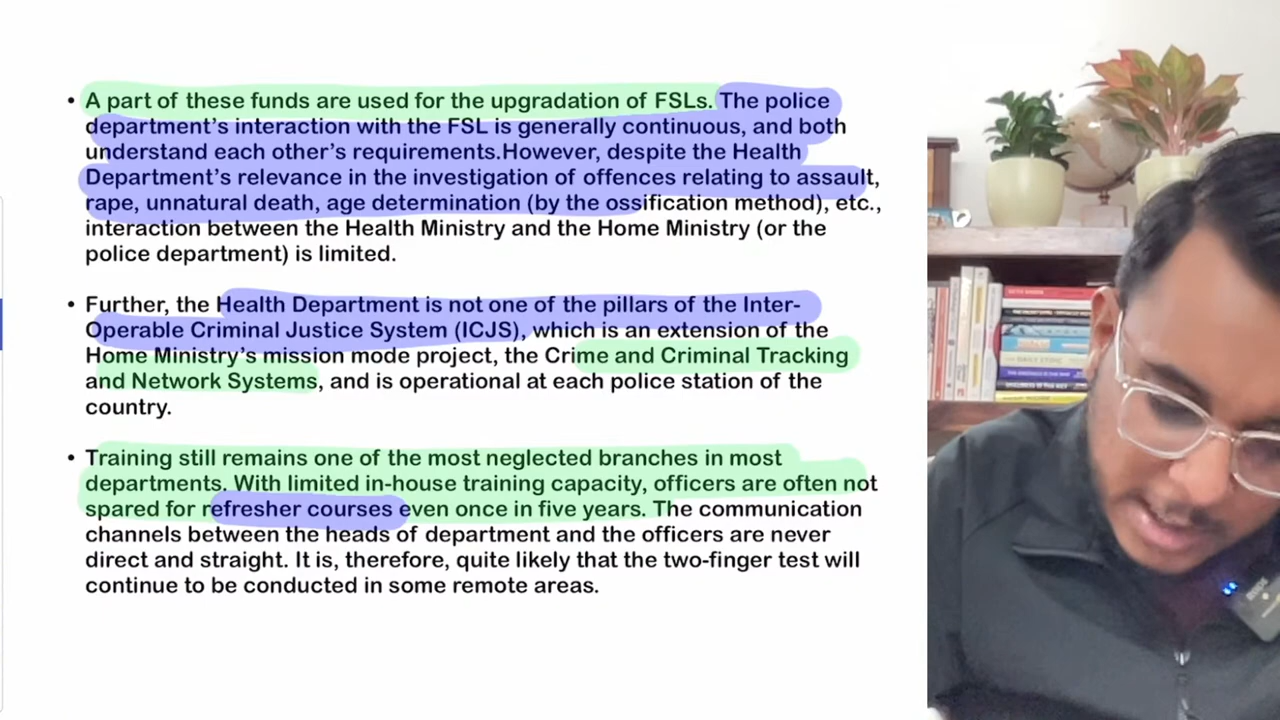 • A part of these funds are used for the upgradation of FSLs. The police
department's interaction with the FSL is generally continuous, and both
understand each other's requirements.However, despite the Health
Department's relevance in the investigation of offences relating to assault,
rape, unnatural death, age determination (by the ossification method), etc.,
interaction between the Health Ministry and the Home Ministry (or the
police department) is limited.
• Further, the Health Department is not one of the pillars of the Inter-
Operable Criminal Justice System (ICJS), which is an extension of the
Home Ministry's mission mode project, the Crime and Criminal Tracking
and Network Systems, and is operational at each police station of the
country.
• Training still remains one of the most neglected branches in most
departments. With limited in-house training capacity, officers are often not
spared for refresher courses even once in five years. The communication
channels between the heads of department and the officers are never
direct and straight. It is, therefore, quite likely that the two-finger test will
continue to be conducted in some remote areas.